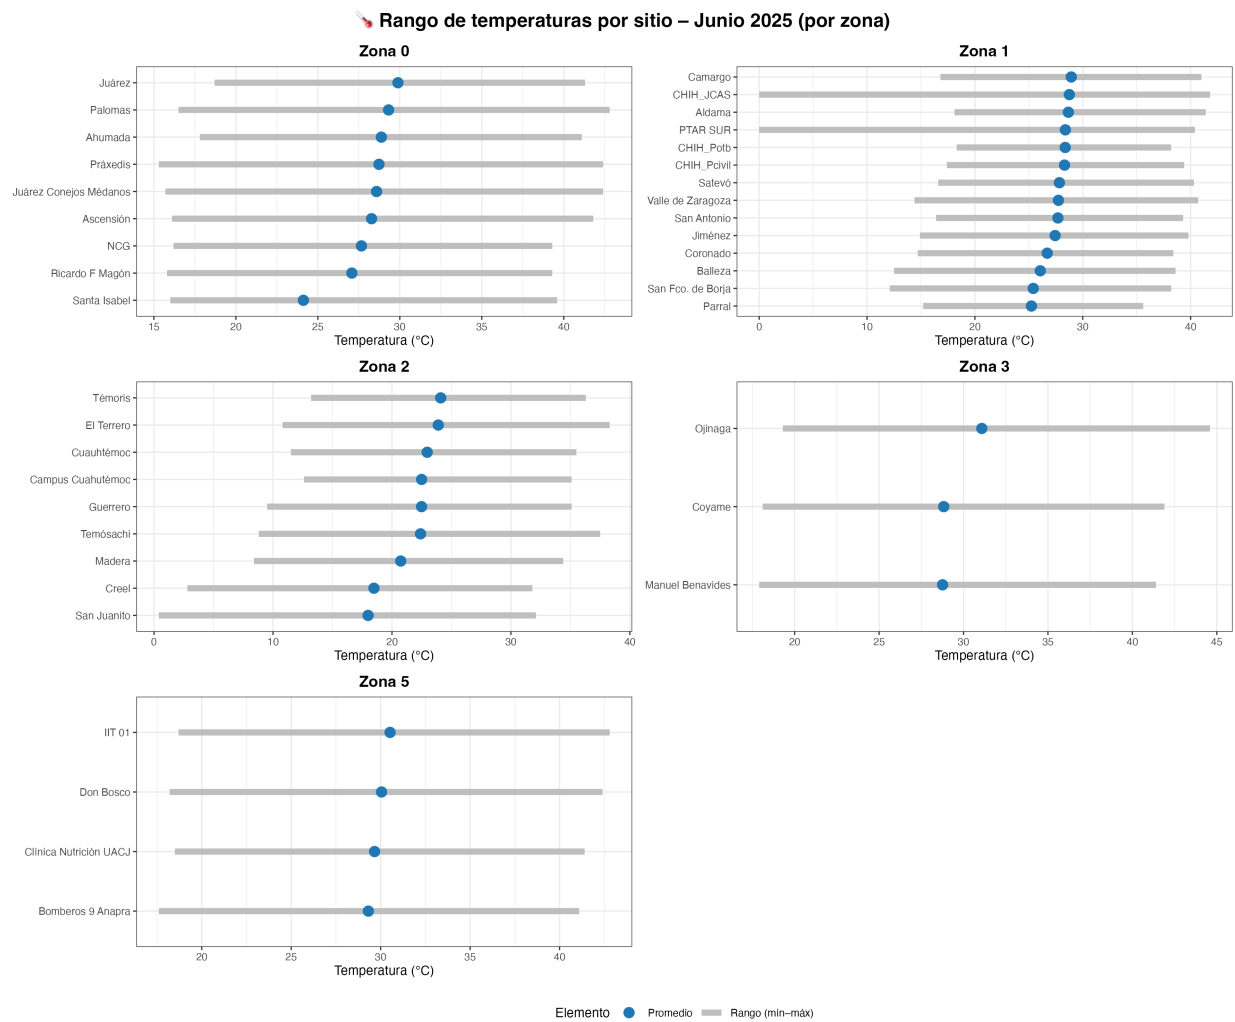 🌡️ Rango de temperaturas por sitio – Junio 2025 (por zona)
Zona 0
Juárez
Palomas
Ahumada
Práxedis
Juárez Conejos Médanos
Ascensión
NCG
Ricardo F Magón
Santa Isabel
15 20 25 30 35 40
Temperatura (°C)
Zona 1
Camargo
CHIH_JCAS
Aldama
PTAR SUR
CHIH_Potb
CHIH_Pcivil
Satevó
Valle de Zaragoza
San Antonio
Jiménez
Coronado
Balleza
San Fco. de Borja
Parral
0 10 20 30 40
Temperatura (°C)
Zona 2
Témoris
El Terrero
Cuauhtémoc
Campus Cuahutémoc
Guerrero
Temósachi
Madera
Creel
San Juanito
0 10 20 30 40
Temperatura (°C)
Zona 3
Ojinaga
Coyame
Manuel Benavides
20 25 30 35 40 45
Temperatura (°C)
Zona 5
IIT 01
Don Bosco
Clínica Nutrición UACJ
Bomberos 9 Anapra
20 25 30 35 40
Temperatura (°C)
Elemento Promedio Rango (mín–máx)